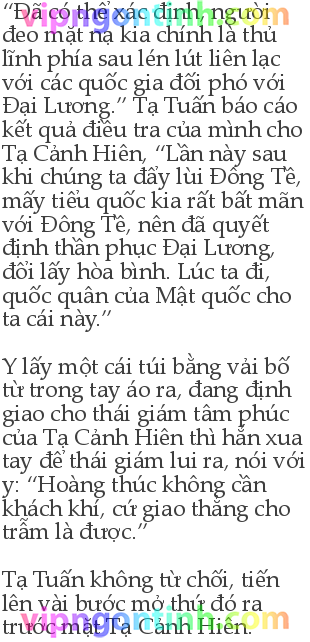 “Đã có thể xác định, người
đeo mặt nạ kia chính là thủ
lĩnh phía sau lén lút liên lạc
với các quốc gia đối phó với
Đại Lương.” Tạ Tuấn báo cáo
kết quả điều tra của mình cho
Tạ Cảnh Hiên, “Lần này sau
khi chúng ta đẩy lùi Đông Tề,
mấy tiểu quốc kia rất bất mãn
với Đông Tề, nên đã quyết
định thần phục Đại Lương,
đổi lấy hòa bình. Lúc ta đi,
quốc quân của Mật quốc cho
ta cái này.”
Y lấy một cái túi bằng vải bố
từ trong tay áo ra, đang định
giao cho thái giám tâm phúc
của Tạ Cảnh Hiên thì hắn xua
tay để thái giám lui ra, nói với
y: “Hoàng thúc không cần
khách khí, cứ giao thẳng cho
trẫm là được.”
Tạ Tuấn không từ chối, tiến
lên vài bước mở thứ đó ra
trước mặt Tạ Cảnh Hiên.
vipngontinh.com
vipngontinh.com